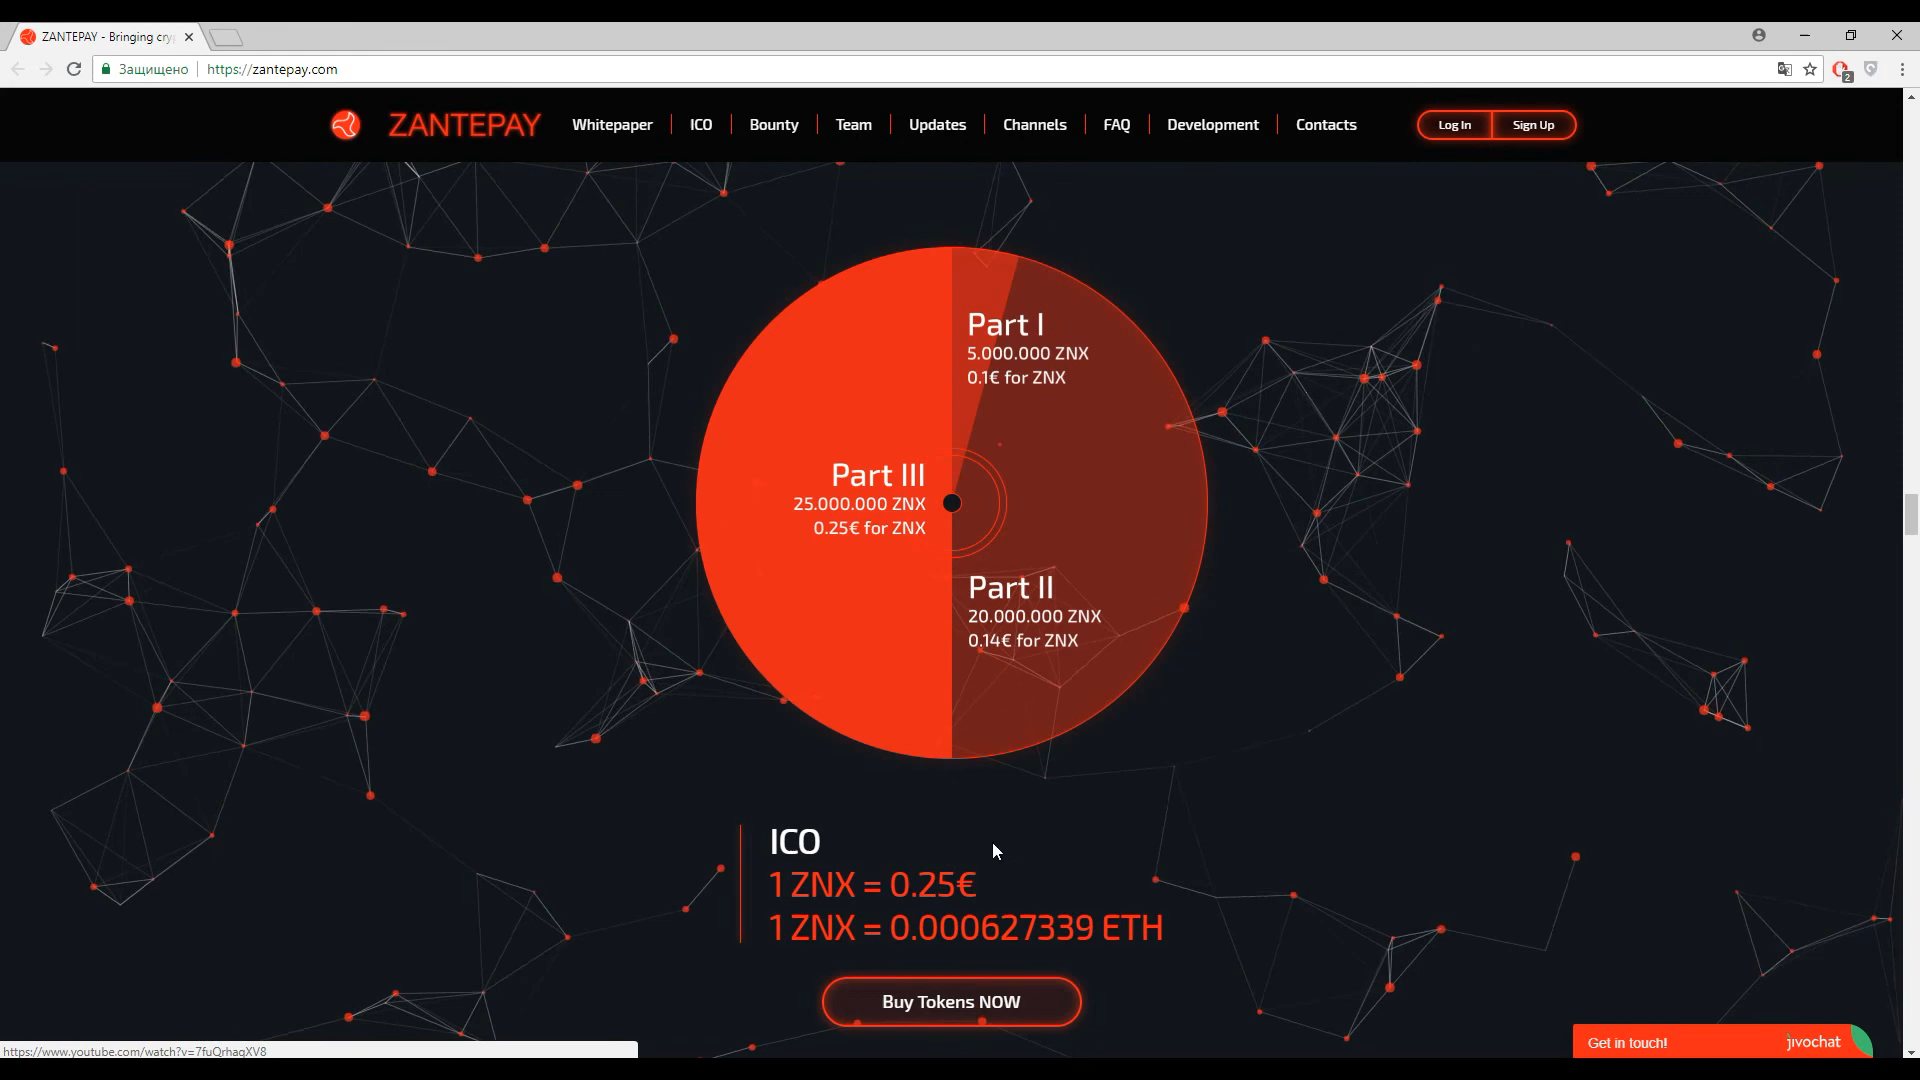 ZANTEPAY - Bringing cry
Защищено
https://zantepay.com
2
ZANTEPAY
Whitepaper
ICO
Bounty
Team
Updates
Channels
FAQ
Development
Contacts
Log In
Sign Up
Part I
5.000.000 ZNX
0.1€ for ZNX
Part III
25.000.000 ZNX
0.25€ for ZNX
Part II
20.000.000 ZNX
0.14€ for ZNX
ICO
1 ZNX = 0.25€
1 ZNX = 0.000627339 ETH
Buy Tokens NOW
https://www.youtube.com/watch?v=7fuQrhaqXV8
Get in touch!
jivochat